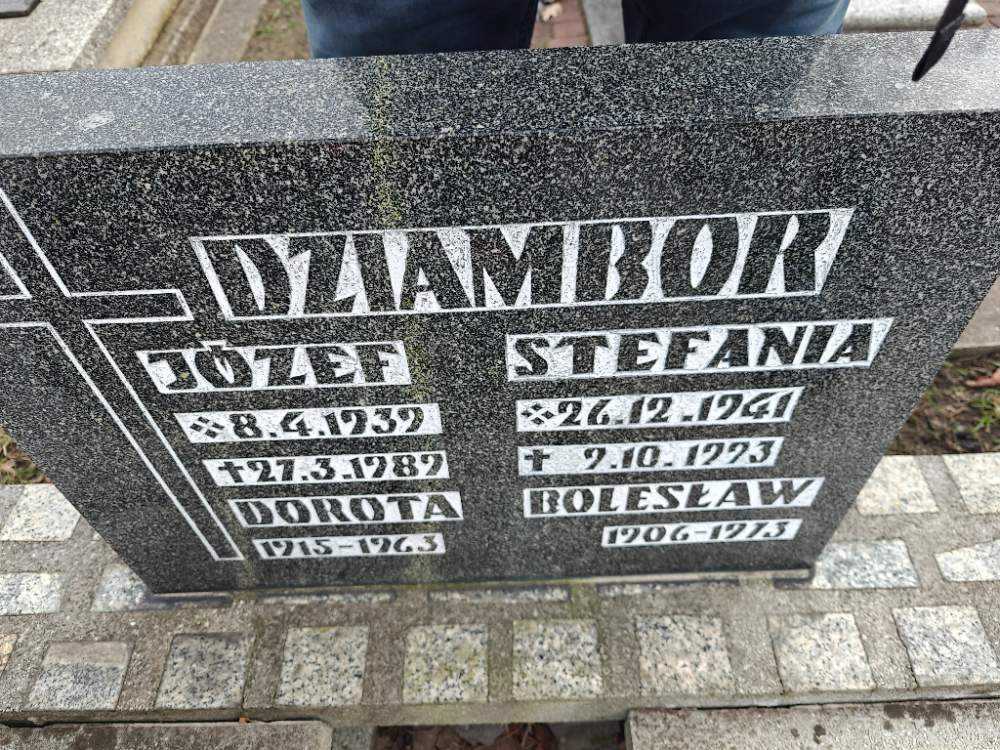 DZIAMBOR
JÓZEF STEFANIA
8.4.1939 26.12.1941
27.3.1989 9.10.1993
DOROTA BOLESŁAW
1915-1963 1906-1973